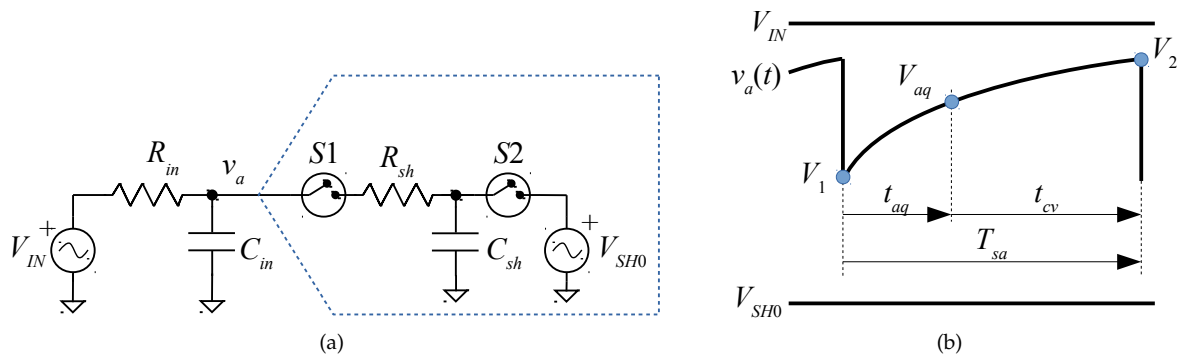 R_in
v_a
S1
R_sh
S2
+
V_IN
C_in
C_sh
+
V_SH0
(a)
V_IN
v_a(t)
V_aq
V_2
V_1
t_aq
t_cv
T_sa
V_SH0
(b)